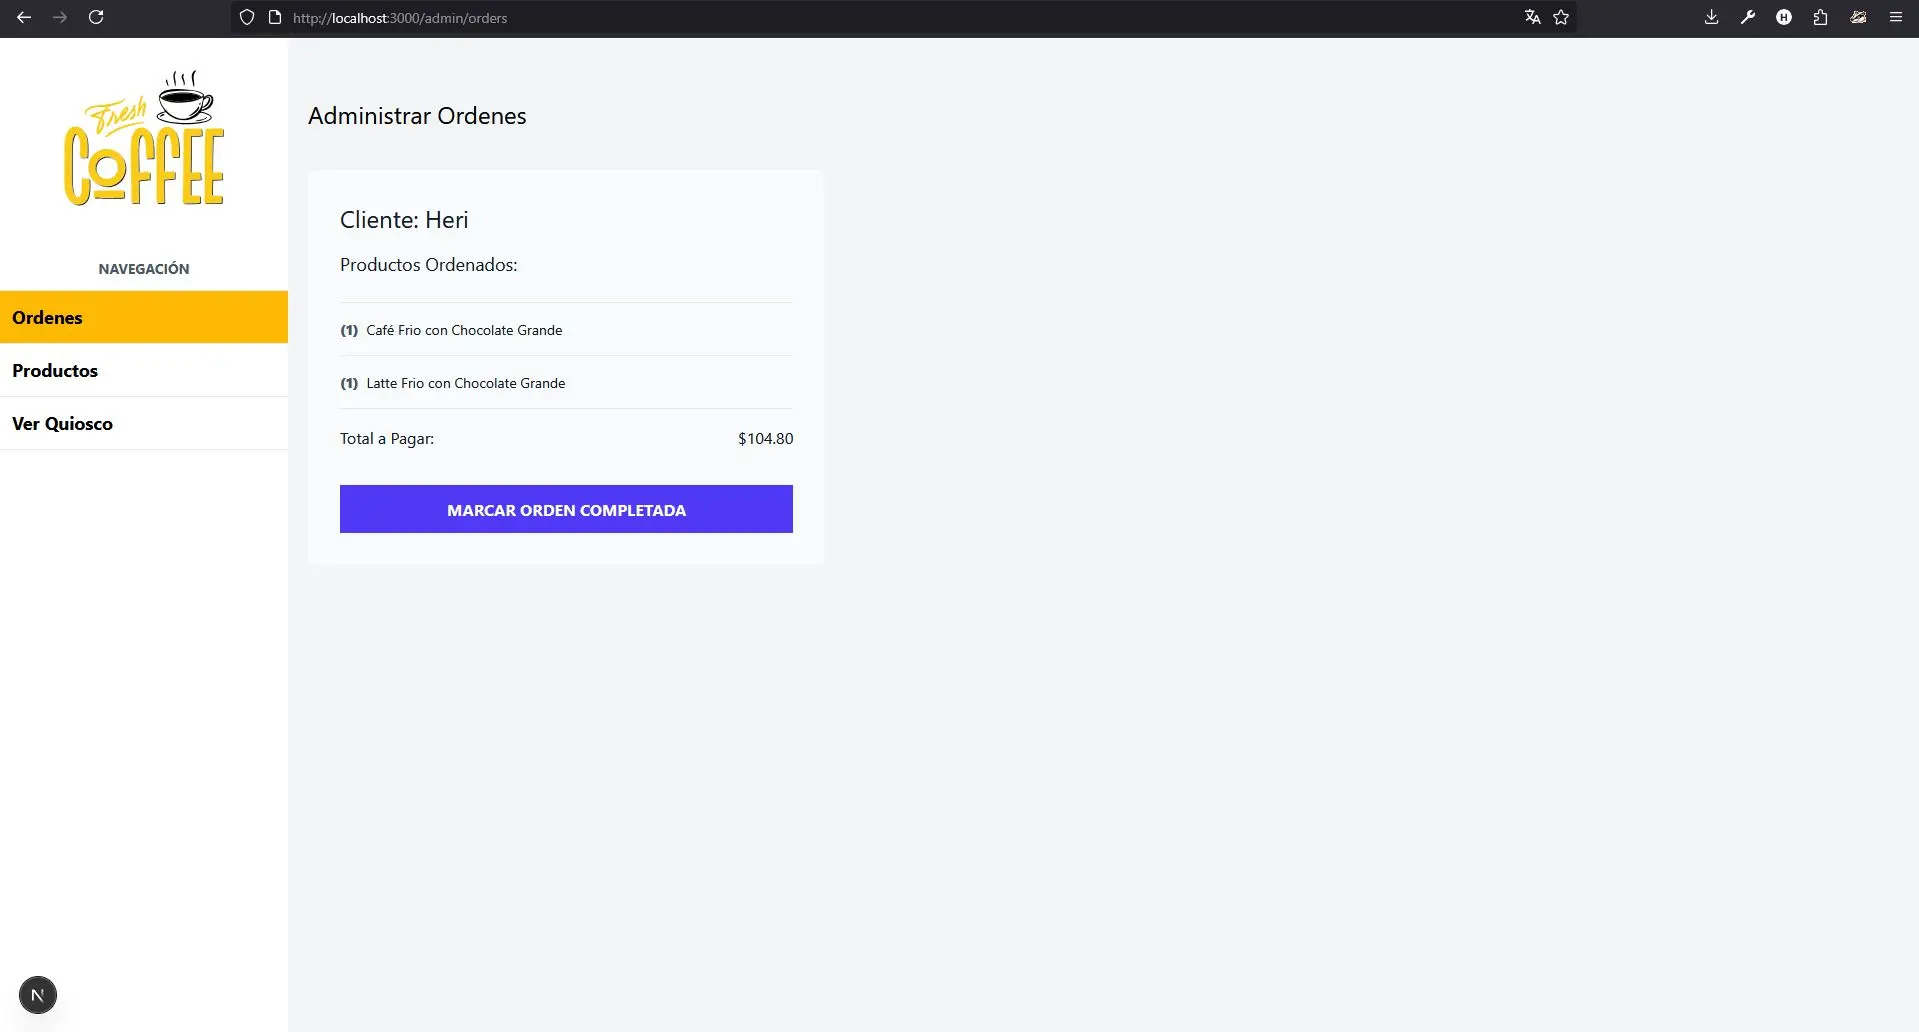 http://localhost:3000/admin/orders
Fresh
COFFEE
NAVEGACIÓN
Ordenes
Productos
Ver Quiosco
Administrar Ordenes
Cliente: Heri
Productos Ordenados:
(1) Café Frio con Chocolate Grande
(1) Latte Frio con Chocolate Grande
Total a Pagar: $104.80
MARCAR ORDEN COMPLETADA
H
N